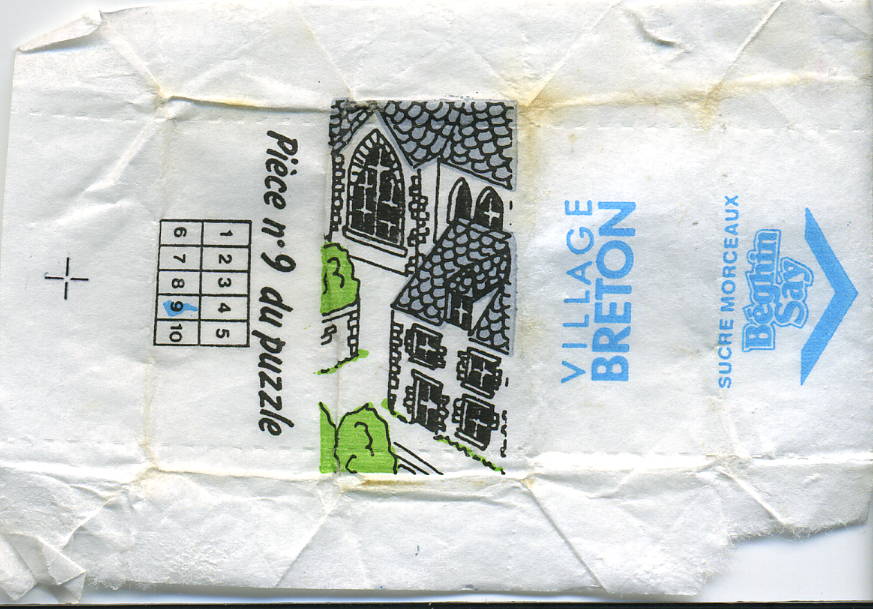 SUCRE MORCEAUX
Béghin
Say
VILLAGE
BRETON
Pièce n°9 du puzzle
1 2 3 4 5
6 7 8 9 10